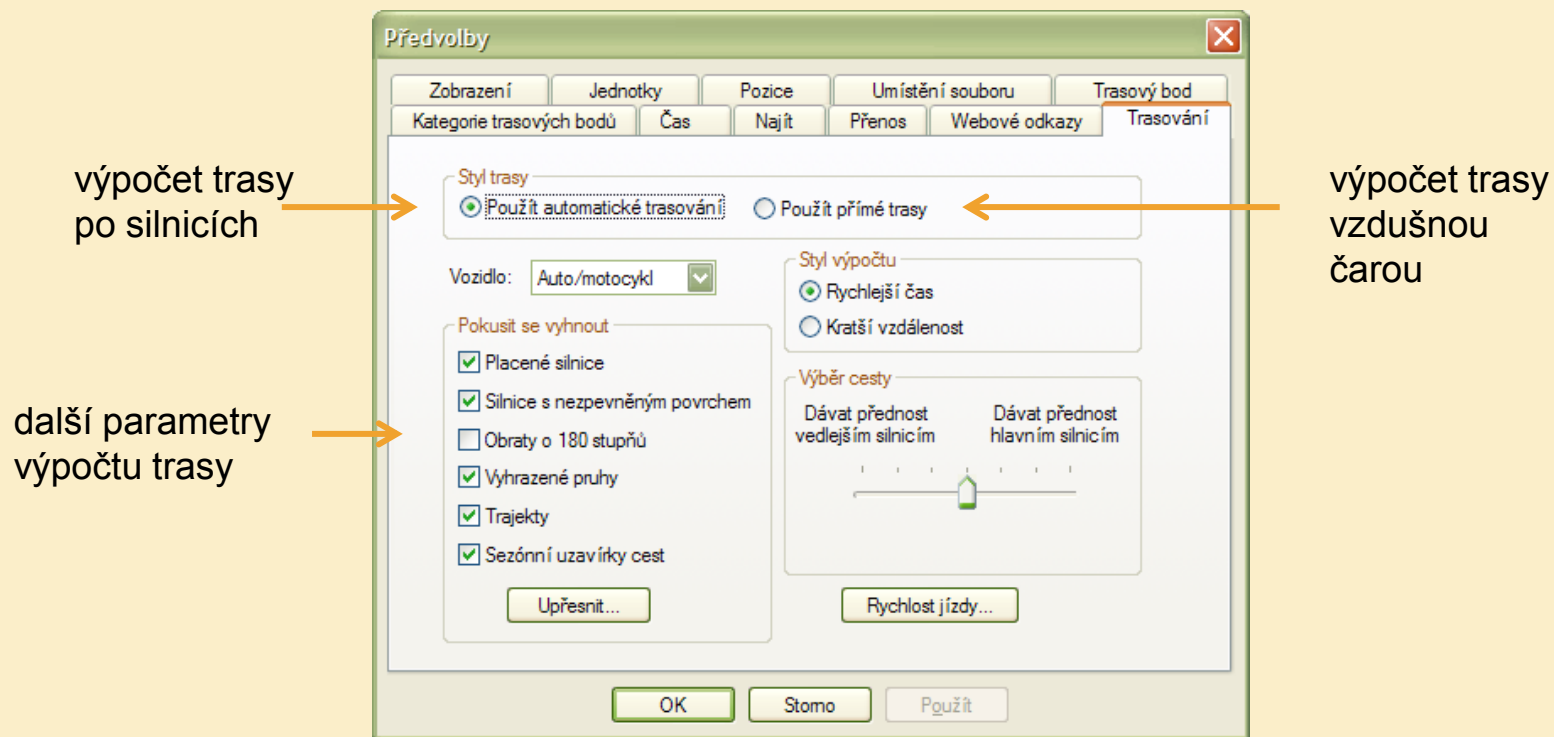 Předvolby
Zobrazení Jednotky Pozice Umístění souboru Trasový bod
Kategorie trasových bodů Čas Najít Přenos Webové odkazy Trasování
výpočet trasy
po silnicích
Styl trasy
Použít automatické trasování Použít přímé trasy
výpočet trasy
vzdušnou
čarou
Vozidlo: Auto/motocykl
Styl výpočtu
Rychlejší čas
Kratší vzdálenost
další parametry
výpočtu trasy
Pokusit se vyhnout
Placené silnice
Silnice s nezpevněným povrchem
Obraty o 180 stupňů
Vyhrazené pruhy
Trajekty
Sezónní uzavírky cest
Upřesnit...
Výběr cesty
Dávat přednost
vedlejším silnicím
Dávat přednost
hlavním silnicím
Rychlost jízdy...
OK Storno Použít